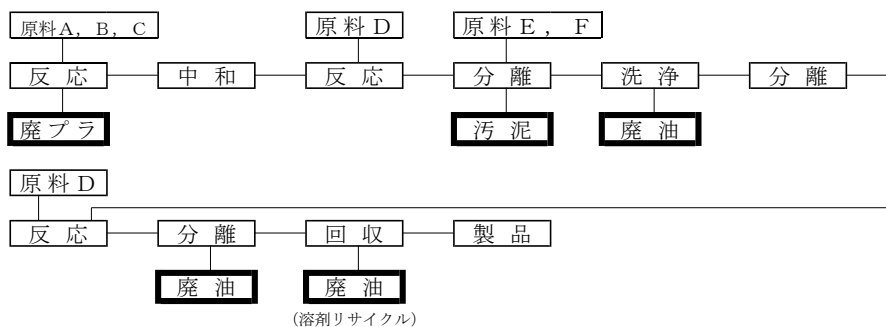 原料A，B，C 原料D 原料E，F
反応 中和 反応 分離 洗浄 分離
廃プラ 汚泥 廃油
原料D
反応 分離 回収 製品
廃油 廃油
(溶剤リサイクル)